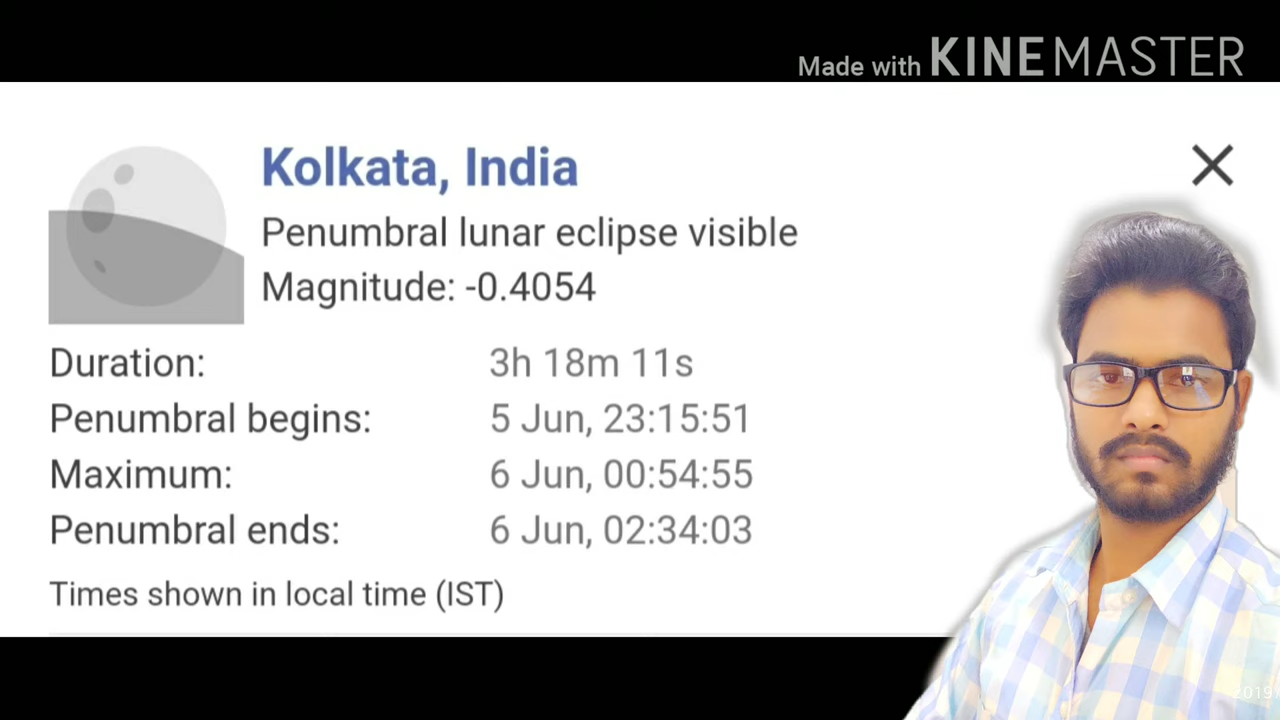 Made with KINEMASTER
Kolkata, India
Penumbral lunar eclipse visible
Magnitude: -0.4054
Duration: 3h 18m 11s
Penumbral begins: 5 Jun, 23:15:51
Maximum: 6 Jun, 00:54:55
Penumbral ends: 6 Jun, 02:34:03
Times shown in local time (IST)
2019